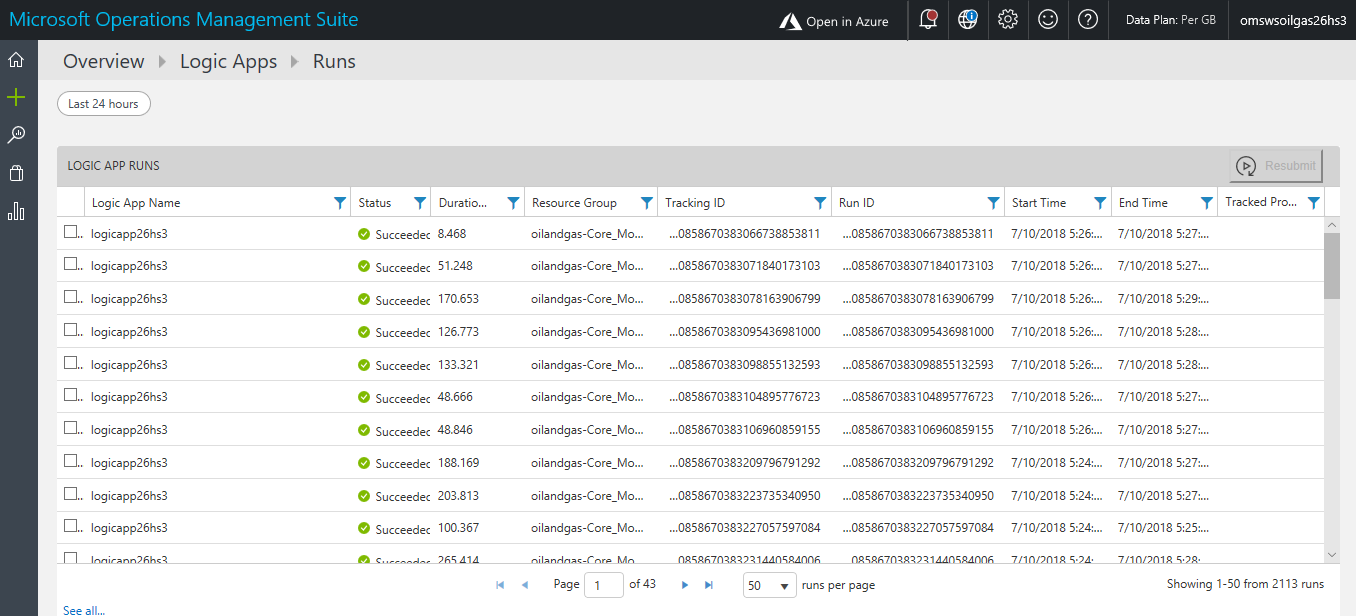 Microsoft Operations Management Suite Open in Azure Data Plan: Per GB omswsoilgas26hs3
Overview Logic Apps Runs
Last 24 hours
LOGIC APP RUNS Resubmit
Logic App Name Status Duratio... Resource Group Tracking ID Run ID Start Time End Time Tracked Pro...
logicapp26hs3 Succeeded 8.468 oilandgas-Core_Mo... ...0858670383066738853811 ...0858670383066738853811 7/10/2018 5:26:... 7/10/2018 5:27:...
logicapp26hs3 Succeeded 51.248 oilandgas-Core_Mo... ...0858670383071840173103 ...0858670383071840173103 7/10/2018 5:26:... 7/10/2018 5:27:...
logicapp26hs3 Succeeded 170.653 oilandgas-Core_Mo... ...0858670383078163906799 ...0858670383078163906799 7/10/2018 5:26:... 7/10/2018 5:29:...
logicapp26hs3 Succeeded 126.773 oilandgas-Core_Mo... ...0858670383095436981000 ...0858670383095436981000 7/10/2018 5:26:... 7/10/2018 5:28:...
logicapp26hs3 Succeeded 133.321 oilandgas-Core_Mo... ...0858670383098855132593 ...0858670383098855132593 7/10/2018 5:26:... 7/10/2018 5:28:...
logicapp26hs3 Succeeded 48.666 oilandgas-Core_Mo... ...0858670383104895776723 ...0858670383104895776723 7/10/2018 5:26:... 7/10/2018 5:27:...
logicapp26hs3 Succeeded 48.846 oilandgas-Core_Mo... ...0858670383106960859155 ...0858670383106960859155 7/10/2018 5:26:... 7/10/2018 5:27:...
logicapp26hs3 Succeeded 188.169 oilandgas-Core_Mo... ...0858670383209796791292 ...0858670383209796791292 7/10/2018 5:24:... 7/10/2018 5:27:...
logicapp26hs3 Succeeded 203.813 oilandgas-Core_Mo... ...0858670383223735340950 ...0858670383223735340950 7/10/2018 5:24:... 7/10/2018 5:27:...
logicapp26hs3 Succeeded 100.367 oilandgas-Core_Mo... ...0858670383227057597084 ...0858670383227057597084 7/10/2018 5:24:... 7/10/2018 5:25:...
logicapp26hs3 Succeeded 265.414 oilandgas-Core_Mo... ...0858670383231440584006 ...0858670383231440584006 7/10/2018 5:24:... 7/10/2018 5:28:...
Page 1 of 43 50 runs per page Showing 1-50 from 2113 runs
See all...